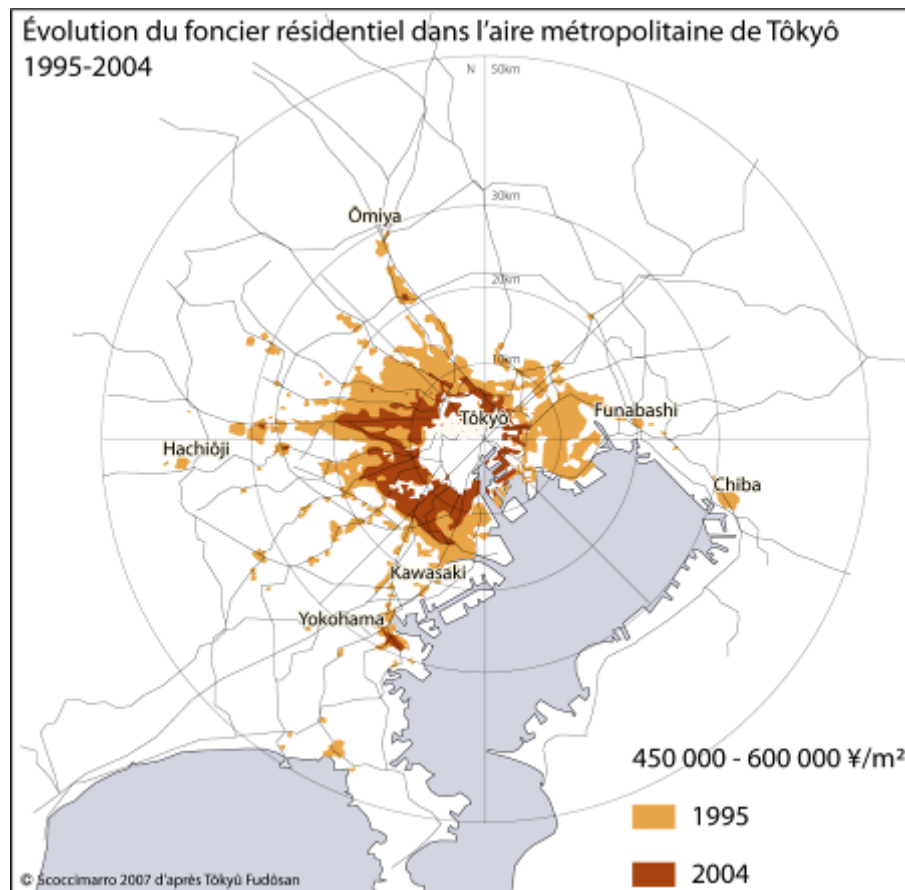 Évolution du foncier résidentiel dans l'aire métropolitaine de Tôkyô
1995-2004
N
50km
30km
20km
10km
Ômiya
Tôkyô
Funabashi
Hachiôji
Chiba
Kawasaki
Yokohama
450 000 - 600 000 ¥/m²
1995
2004
© Scoccimarro 2007 d'après Tôkyû Fudôsan